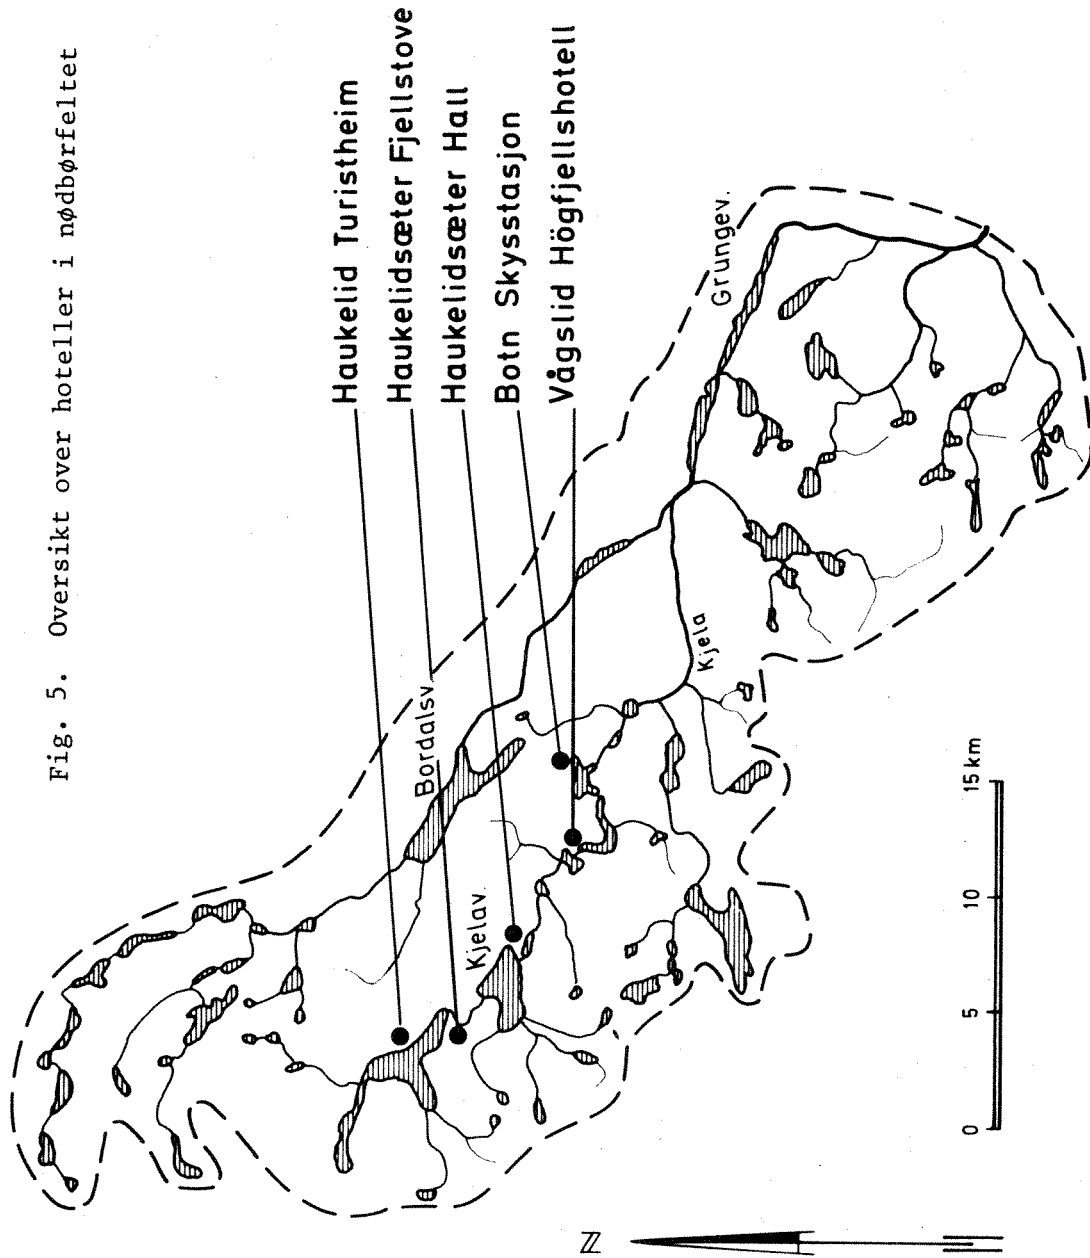 Fig. 5. Oversikt over hoteller i nødbørfeltet
Haukelid Turistheim
Haukelidsæter Fjellstove
Haukelidsæter Hall
Botn Skysstasjon
Vågslid Högfjellshotell
Grungev.
Bordalsv.
Kjelav.
Kjela
0 5 10 15 km
N